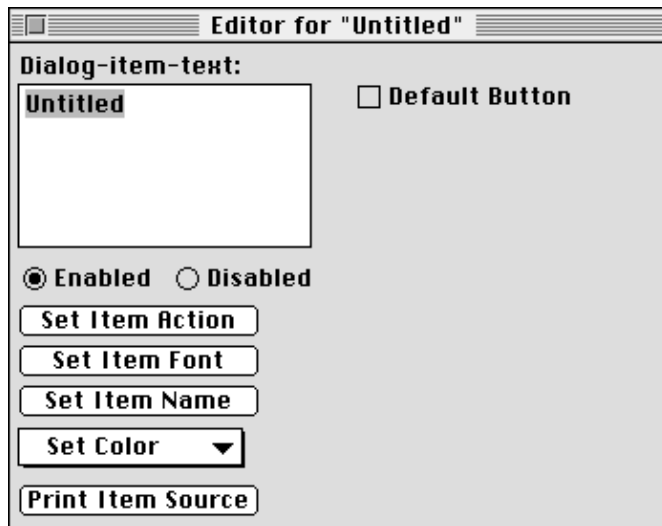 Editor for "Untitled"
Dialog-item-text:
Untitled
Default Button
Enabled Disabled
Set Item Action
Set Item Font
Set Item Name
Set Color
Print Item Source